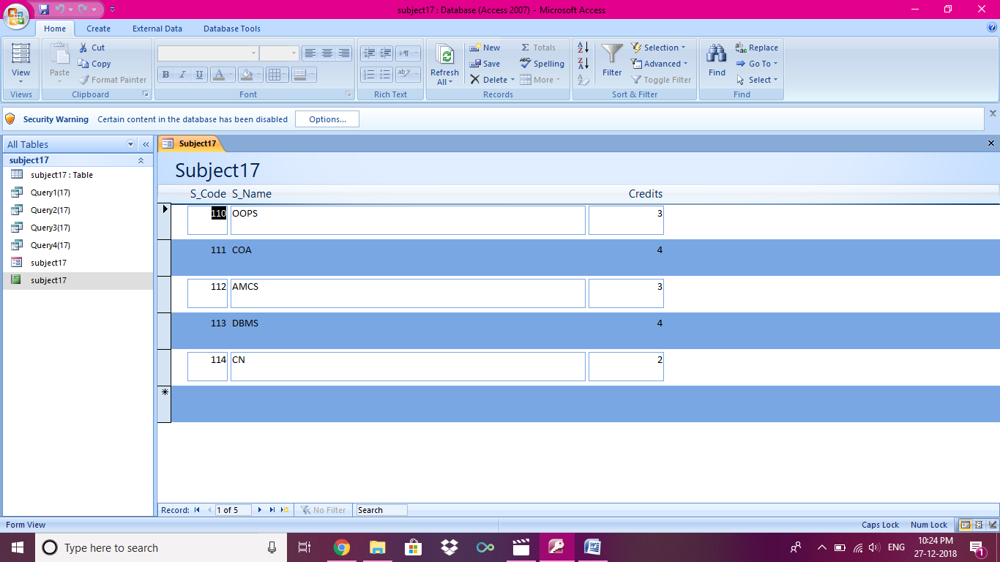 subject17 : Database (Access 2007) - Microsoft Access
Home Create External Data Database Tools
View
Views
Paste
Cut
Copy
Format Painter
Clipboard
B I U A
Font
Rich Text
Refresh All
New
Save
Delete
Σ Totals
ABC Spelling
More
Records
Filter
Selection
Advanced
Toggle Filter
Sort & Filter
Find
Replace
Go To
Select
Find
Security Warning Certain content in the database has been disabled Options...
All Tables «
subject17
subject17 : Table
Query1(17)
Query2(17)
Query3(17)
Query4(17)
subject17
subject17
Subject17
Subject17
S_Code S_Name Credits
110 OOPS 3
111 COA 4
112 AMCS 3
113 DBMS 4
114 CN 2
Record: 1 of 5 No Filter Search
Form View Caps Lock Num Lock
Type here to search
ENG
10:24 PM
27-12-2018
1